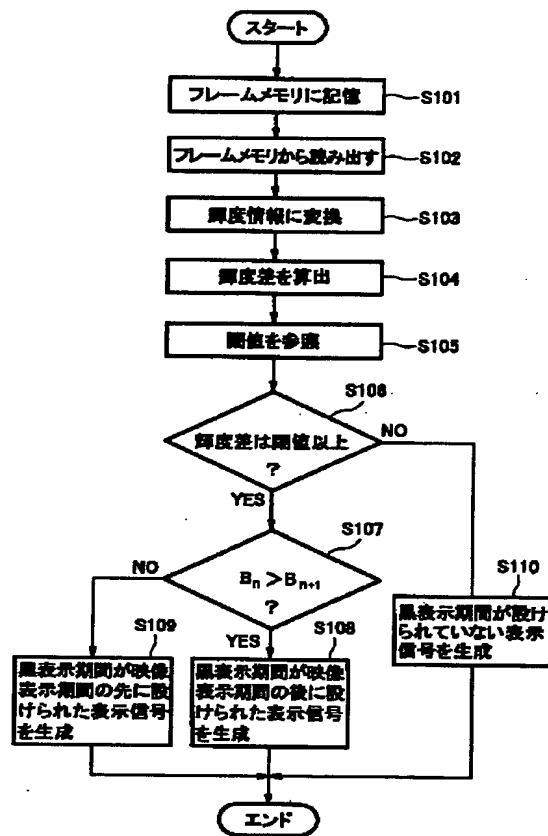 スタート
フレームメモリに記憶
S101
フレームメモリから読み出す
S102
輝度情報に変換
S103
輝度差を算出
S104
閾値を参照
S105
S106
輝度差は閾値以上
?
NO
YES
S107
Bn > Bn+1
?
NO
YES
S109
黒表示期間が映像
表示期間の先に設
けられた表示信号
を生成
S108
黒表示期間が映像
表示期間の後に設
けられた表示信号
を生成
S110
黒表示期間が設け
られていない表示
信号を生成
エンド